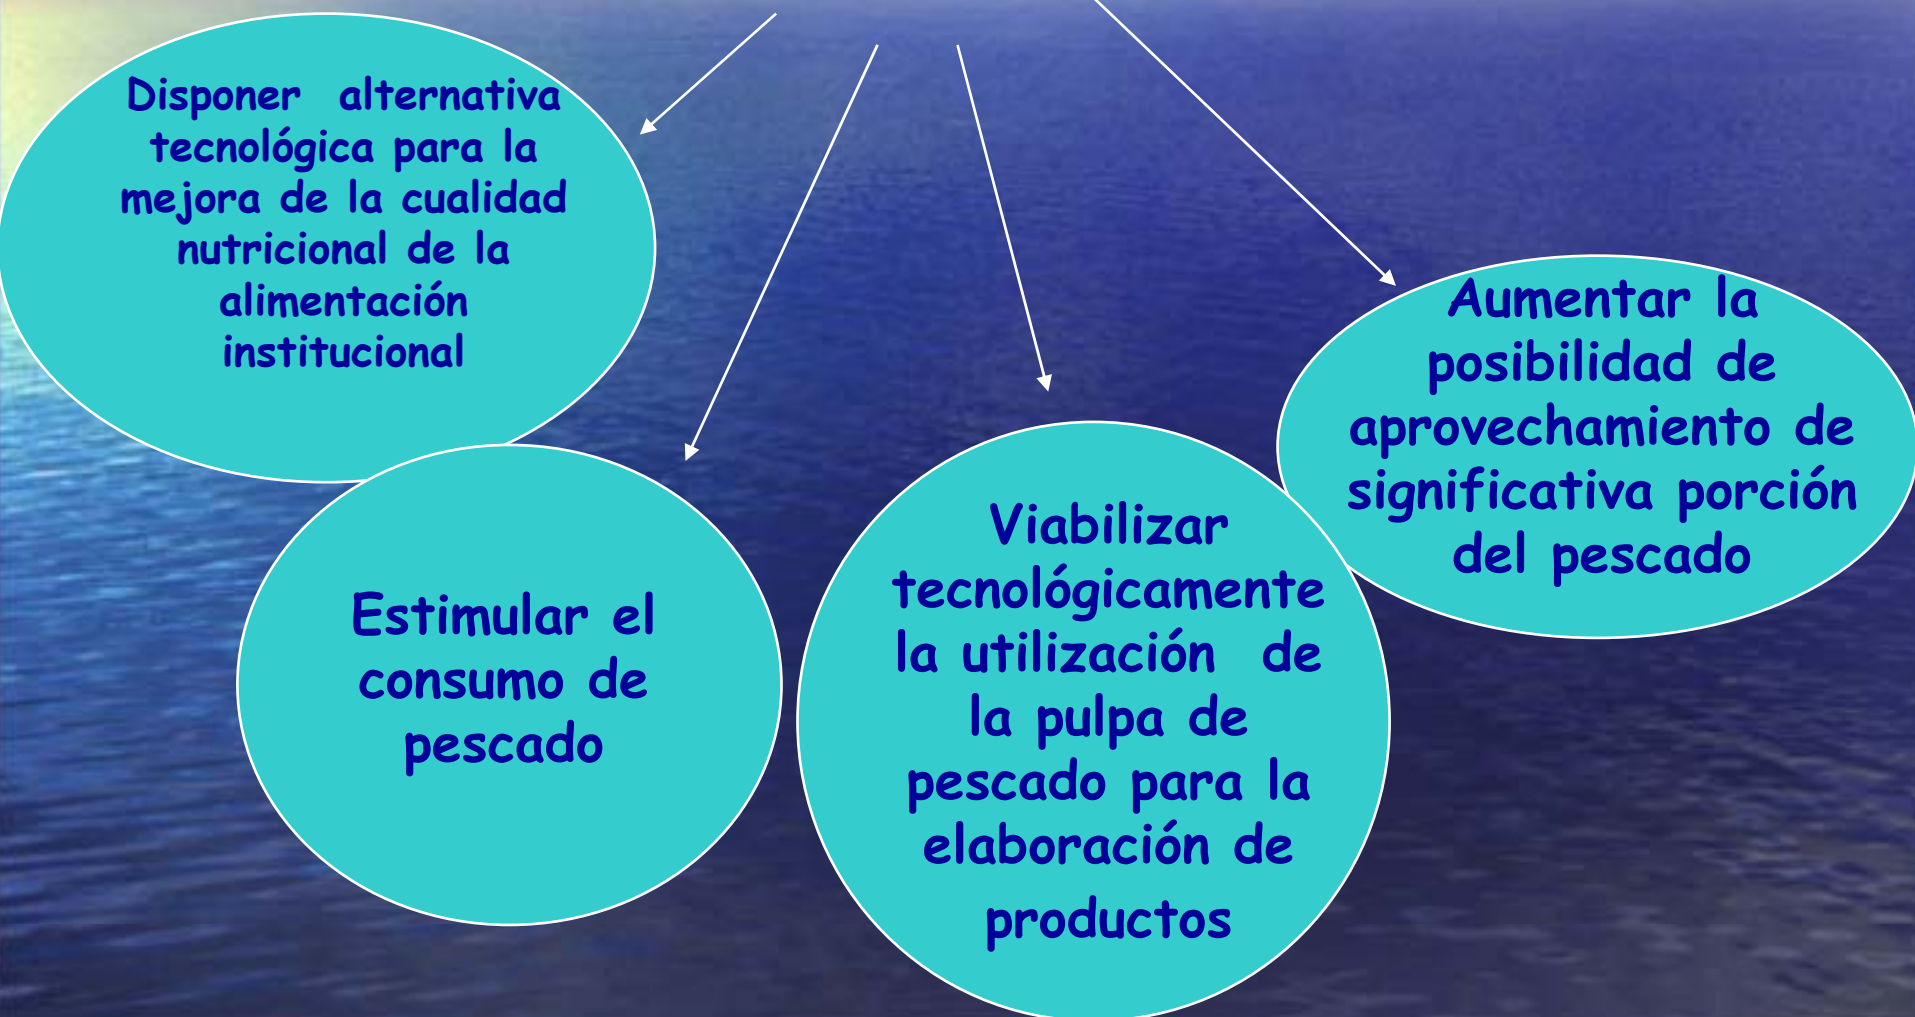 Disponer alternativa
tecnológica para la
mejora de la cualidad
nutricional de la
alimentación
institucional
Estimular el
consumo de
pescado
Viabilizar
tecnológicamente
la utilización de
la pulpa de
pescado para la
elaboración de
productos
Aumentar la
posibilidad de
aprovechamiento de
significativa porción
del pescado